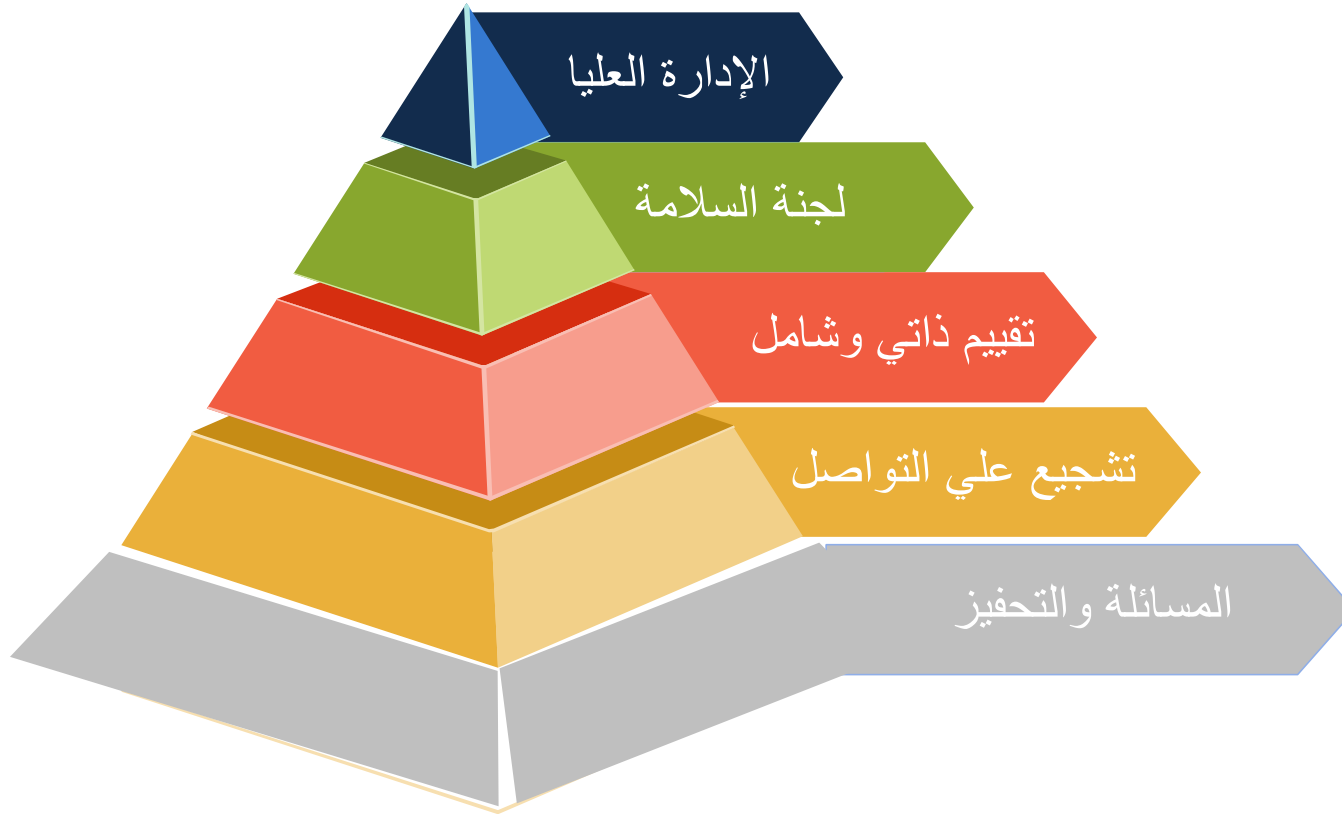 الإدارة العليا
لجنة السلامة
تقييم ذاتي وشامل
تشجيع علي التواصل
المسائلة والتحفيز